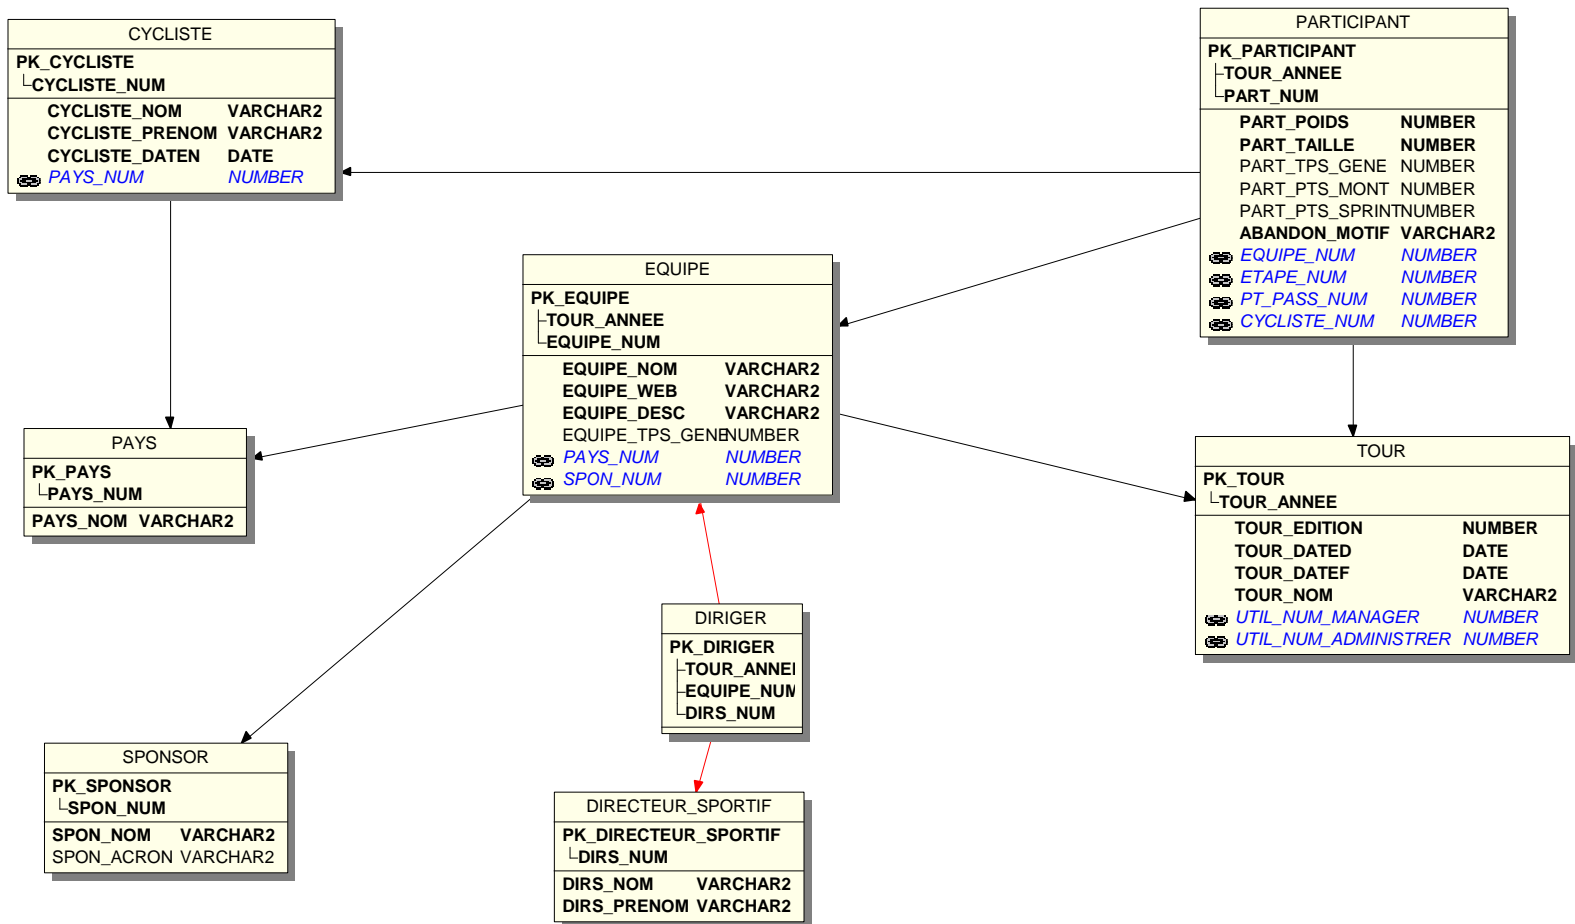 CYCLISTE
PK_CYCLISTE
CYCLISTE_NUM
CYCLISTE_NOM VARCHAR2
CYCLISTE_PRENOM VARCHAR2
CYCLISTE_DATEN DATE
PAYS_NUM NUMBER
PARTICIPANT
PK_PARTICIPANT
TOUR_ANNEE
PART_NUM
PART_POIDS NUMBER
PART_TAILLE NUMBER
PART_TPS_GENE NUMBER
PART_PTS_MONT NUMBER
PART_PTS_SPRINT NUMBER
ABANDON_MOTIF VARCHAR2
EQUIPE_NUM NUMBER
ETAPE_NUM NUMBER
PT_PASS_NUM NUMBER
CYCLISTE_NUM NUMBER
EQUIPE
PK_EQUIPE
TOUR_ANNEE
EQUIPE_NUM
EQUIPE_NOM VARCHAR2
EQUIPE_WEB VARCHAR2
EQUIPE_DESC VARCHAR2
EQUIPE_TPS_GENE NUMBER
PAYS_NUM NUMBER
SPON_NUM NUMBER
PAYS
PK_PAYS
PAYS_NUM
PAYS_NOM VARCHAR2
TOUR
PK_TOUR
TOUR_ANNEE
TOUR_EDITION NUMBER
TOUR_DATED DATE
TOUR_DATEF DATE
TOUR_NOM VARCHAR2
UTIL_NUM_MANAGER NUMBER
UTIL_NUM_ADMINISTRER NUMBER
DIRIGER
PK_DIRIGER
TOUR_ANNEE
EQUIPE_NUM
DIRS_NUM
SPONSOR
PK_SPONSOR
SPON_NUM
SPON_NOM VARCHAR2
SPON_ACRON VARCHAR2
DIRECTEUR_SPORTIF
PK_DIRECTEUR_SPORTIF
DIRS_NUM
DIRS_NOM VARCHAR2
DIRS_PRENOM VARCHAR2